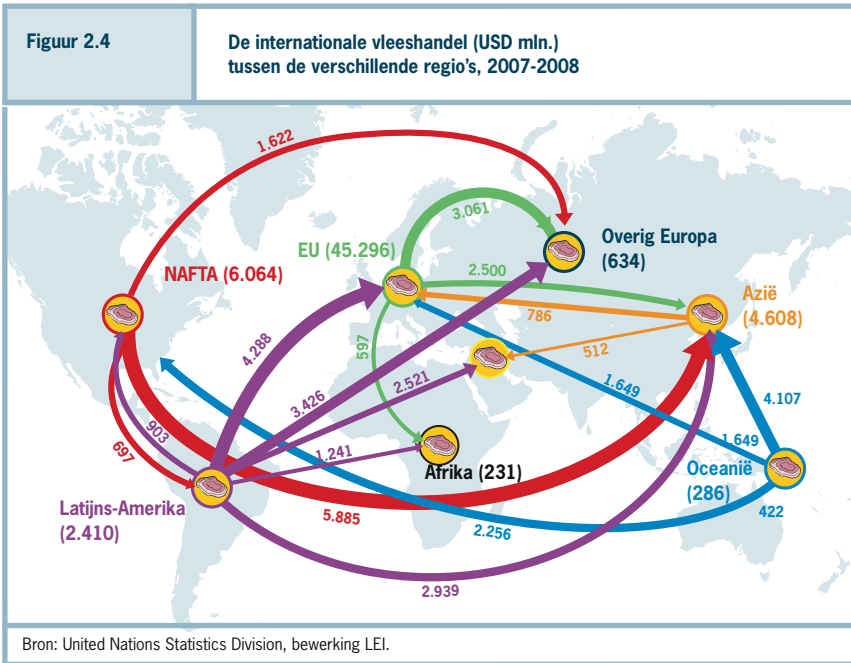 Figuur 2.4
De internationale vleeshandel (USD mln.)
tussen de verschillende regio's, 2007-2008
1.622
3.061
EU (45.296)
Overig Europa
(634)
NAFTA (6.064)
2.500
Azië
(4.608)
786
597
512
4.288
3.426
2.521
1.649
4.107
903
697
1.241
1.649
Afrika (231)
Oceanië
(286)
Latijns-Amerika
(2.410)
5.885
2.256
422
2.939
Bron: United Nations Statistics Division, bewerking LEI.